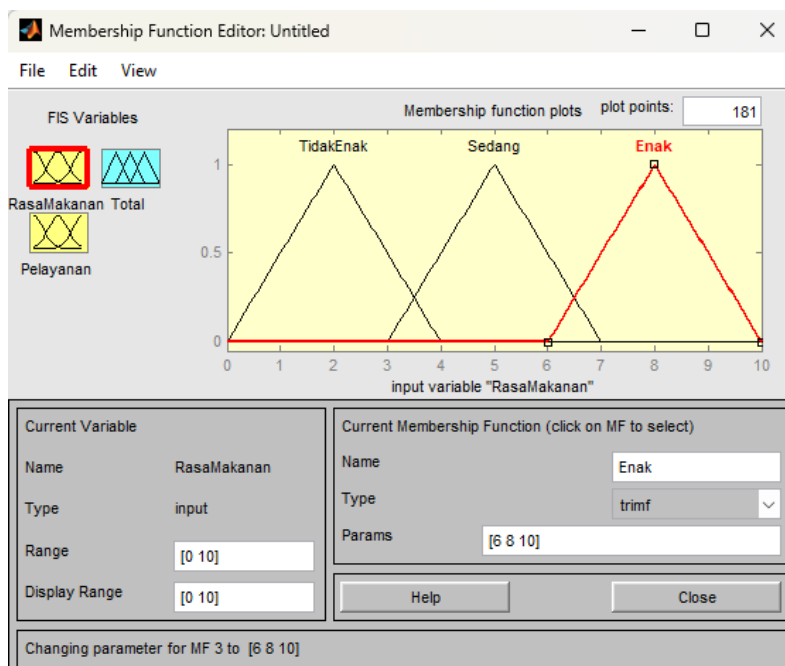 Membership Function Editor: Untitled
File Edit View
FIS Variables
Membership function plots
plot points:
181
RasaMakanan
Total
Pelayanan
TidakEnak
Sedang
Enak
1
0.5
0
0 1 2 3 4 5 6 7 8 9 10
input variable "RasaMakanan"
Current Variable
Name RasaMakanan
Type input
Range [0 10]
Display Range [0 10]
Current Membership Function (click on MF to select)
Name Enak
Type trimf
Params [6 8 10]
Help Close
Changing parameter for MF 3 to [6 8 10]